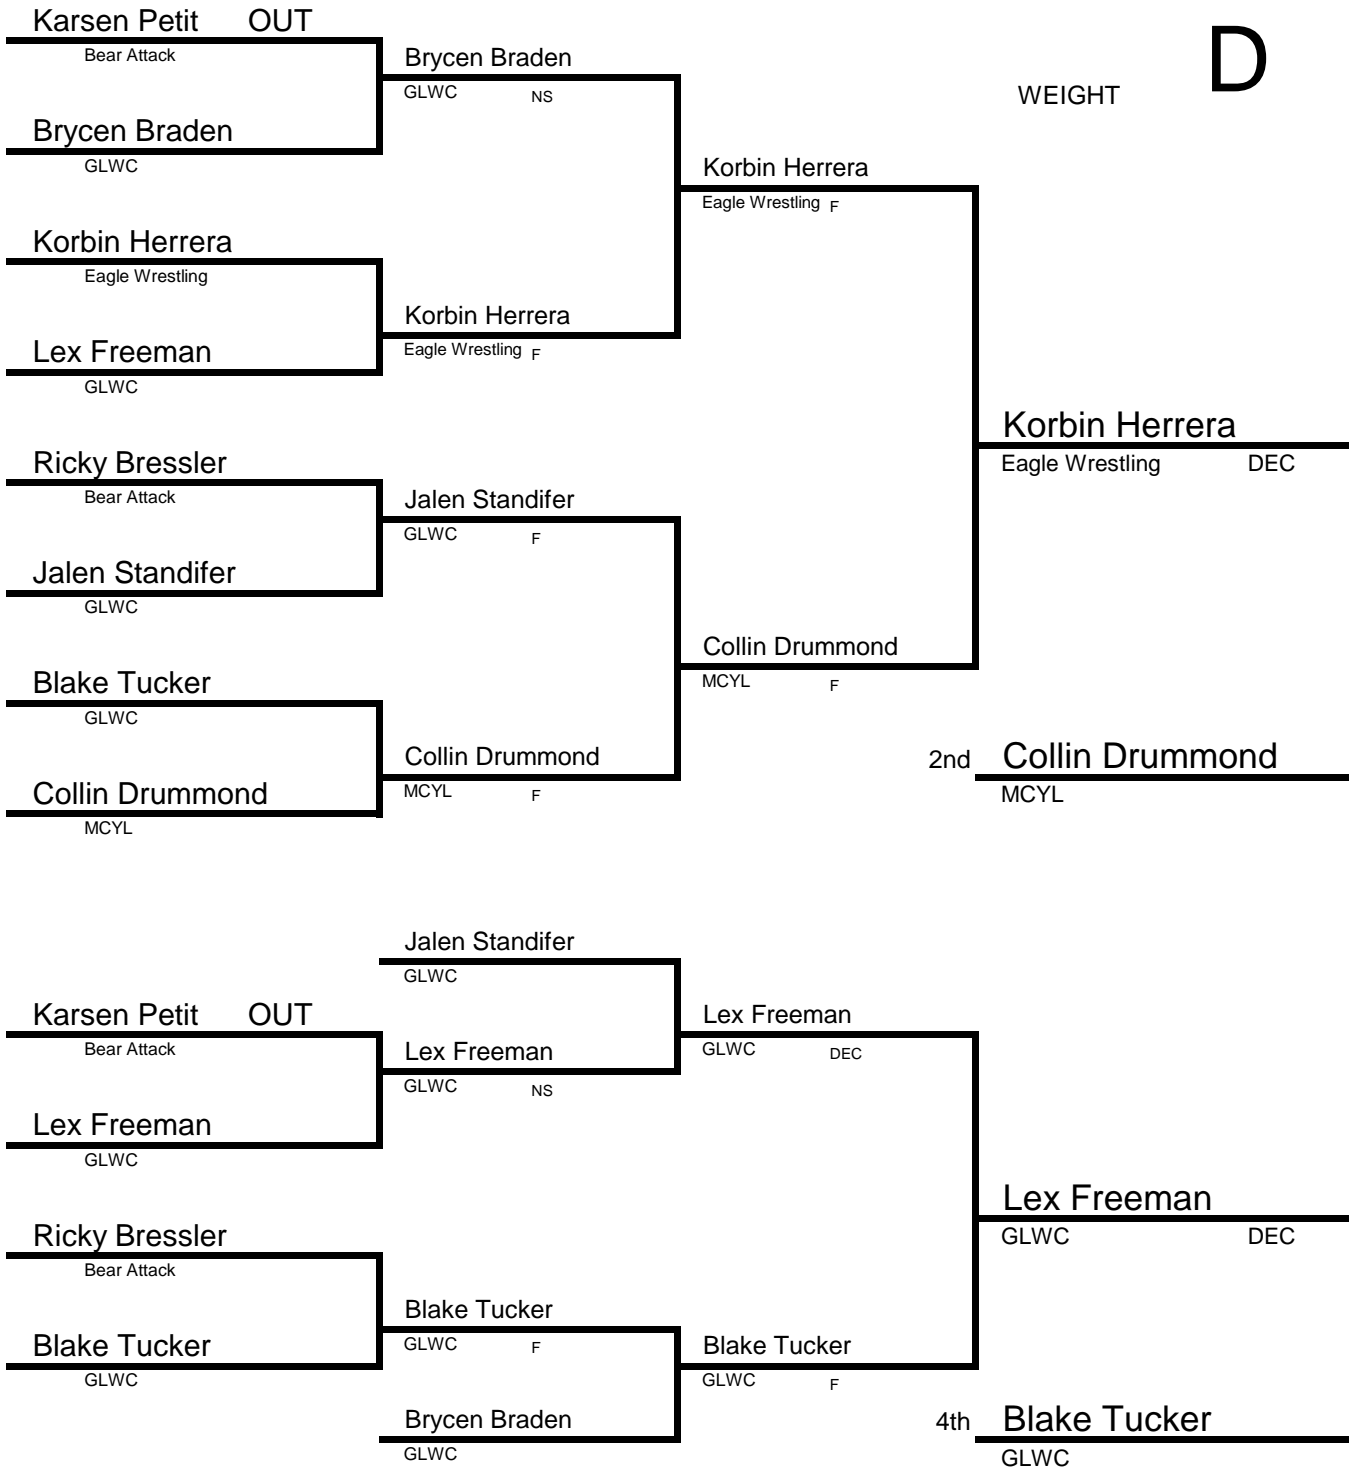 Karsen Petit OUT
Bear Attack
Brycen Braden
GLWC NS
D
WEIGHT
Brycen Braden
GLWC
Korbin Herrera
Eagle Wrestling F
Korbin Herrera
Eagle Wrestling
Korbin Herrera
Eagle Wrestling F
Lex Freeman
GLWC
Korbin Herrera
Eagle Wrestling DEC
Ricky Bressler
Bear Attack
Jalen Standifer
GLWC F
Jalen Standifer
GLWC
Collin Drummond
MCYL F
Blake Tucker
GLWC
Collin Drummond
MCYL F
2nd Collin Drummond
MCYL
Collin Drummond
MCYL
Jalen Standifer
GLWC
Karsen Petit OUT
Bear Attack
Lex Freeman
GLWC DEC
Lex Freeman
GLWC NS
Lex Freeman
GLWC
Lex Freeman
GLWC DEC
Ricky Bressler
Bear Attack
Blake Tucker
GLWC F
Blake Tucker
GLWC
Blake Tucker
GLWC F
Brycen Braden
GLWC
4th Blake Tucker
GLWC